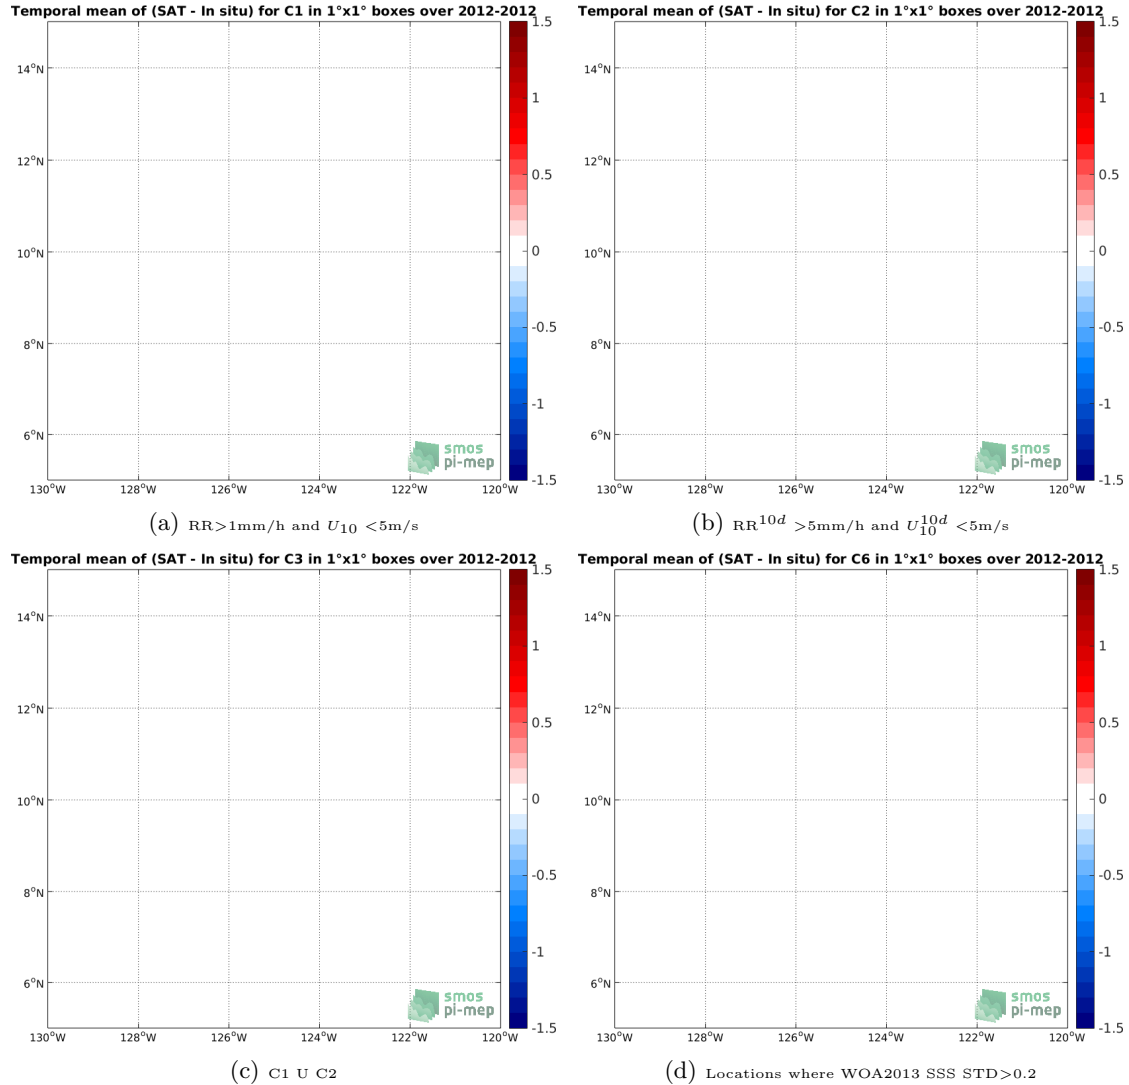 Temporal mean of (SAT - In situ) for C1 in 1°x1° boxes over 2012-2012
1.5
14°N
1
12°N
0.5
10°N
0
8°N
-0.5
-1
6°N
smos
pi-mep
-1.5
130°W 128°W 126°W 124°W 122°W 120°W
(a) RR>1mm/h and U10 <5m/s
Temporal mean of (SAT - In situ) for C2 in 1°x1° boxes over 2012-2012
1.5
14°N
1
12°N
0.5
10°N
0
8°N
-0.5
-1
6°N
smos
pi-mep
-1.5
130°W 128°W 126°W 124°W 122°W 120°W
(b) RR10d >5mm/h and U10d10 <5m/s
Temporal mean of (SAT - In situ) for C3 in 1°x1° boxes over 2012-2012
1.5
14°N
1
12°N
0.5
10°N
0
8°N
-0.5
-1
6°N
smos
pi-mep
-1.5
130°W 128°W 126°W 124°W 122°W 120°W
(c) C1 U C2
Temporal mean of (SAT - In situ) for C6 in 1°x1° boxes over 2012-2012
1.5
14°N
1
12°N
0.5
10°N
0
8°N
-0.5
-1
6°N
smos
pi-mep
-1.5
130°W 128°W 126°W 124°W 122°W 120°W
(d) Locations where WOA2013 SSS STD>0.2